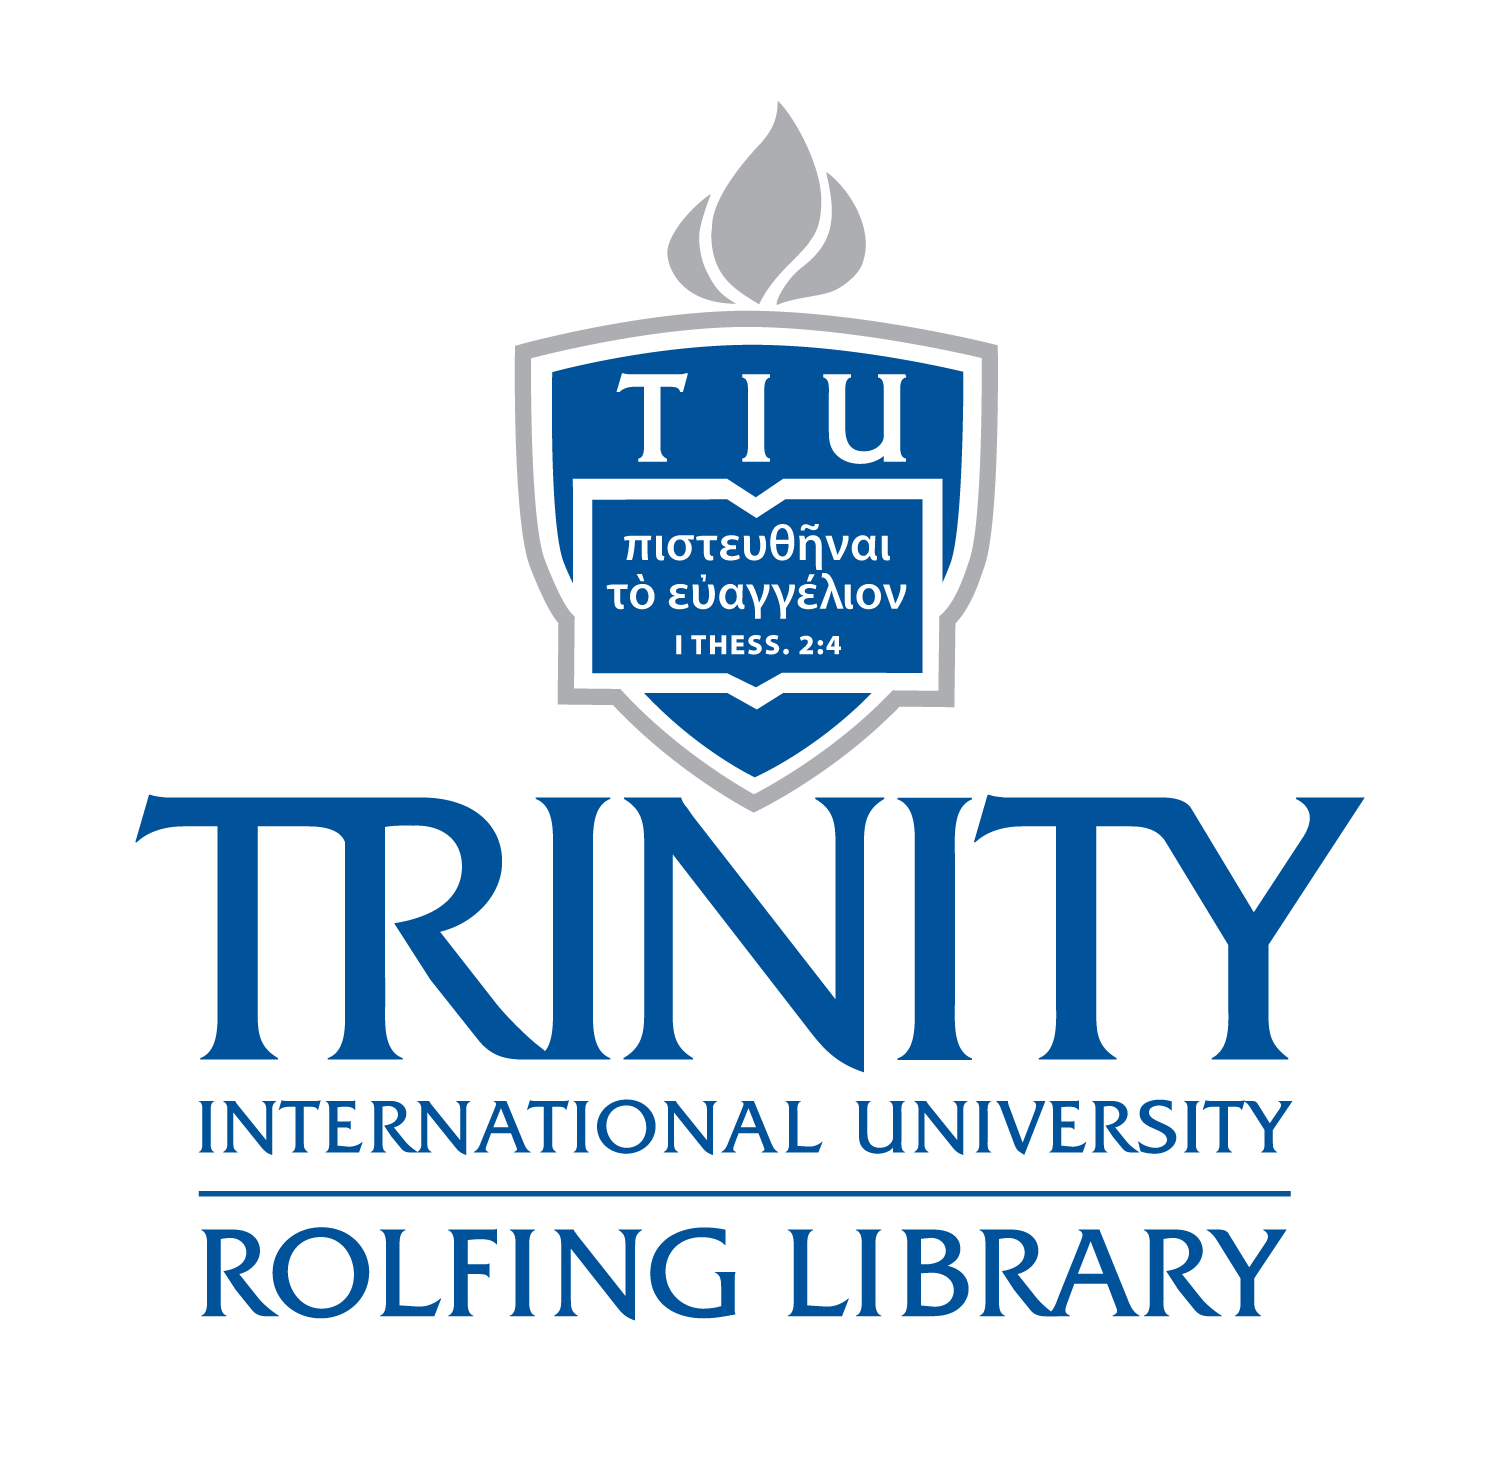 TIU
πιστευθῆναι
τὸ εὐαγγέλιον
I THESS. 2:4
TRINITY
INTERNATIONAL UNIVERSITY
ROLFING LIBRARY